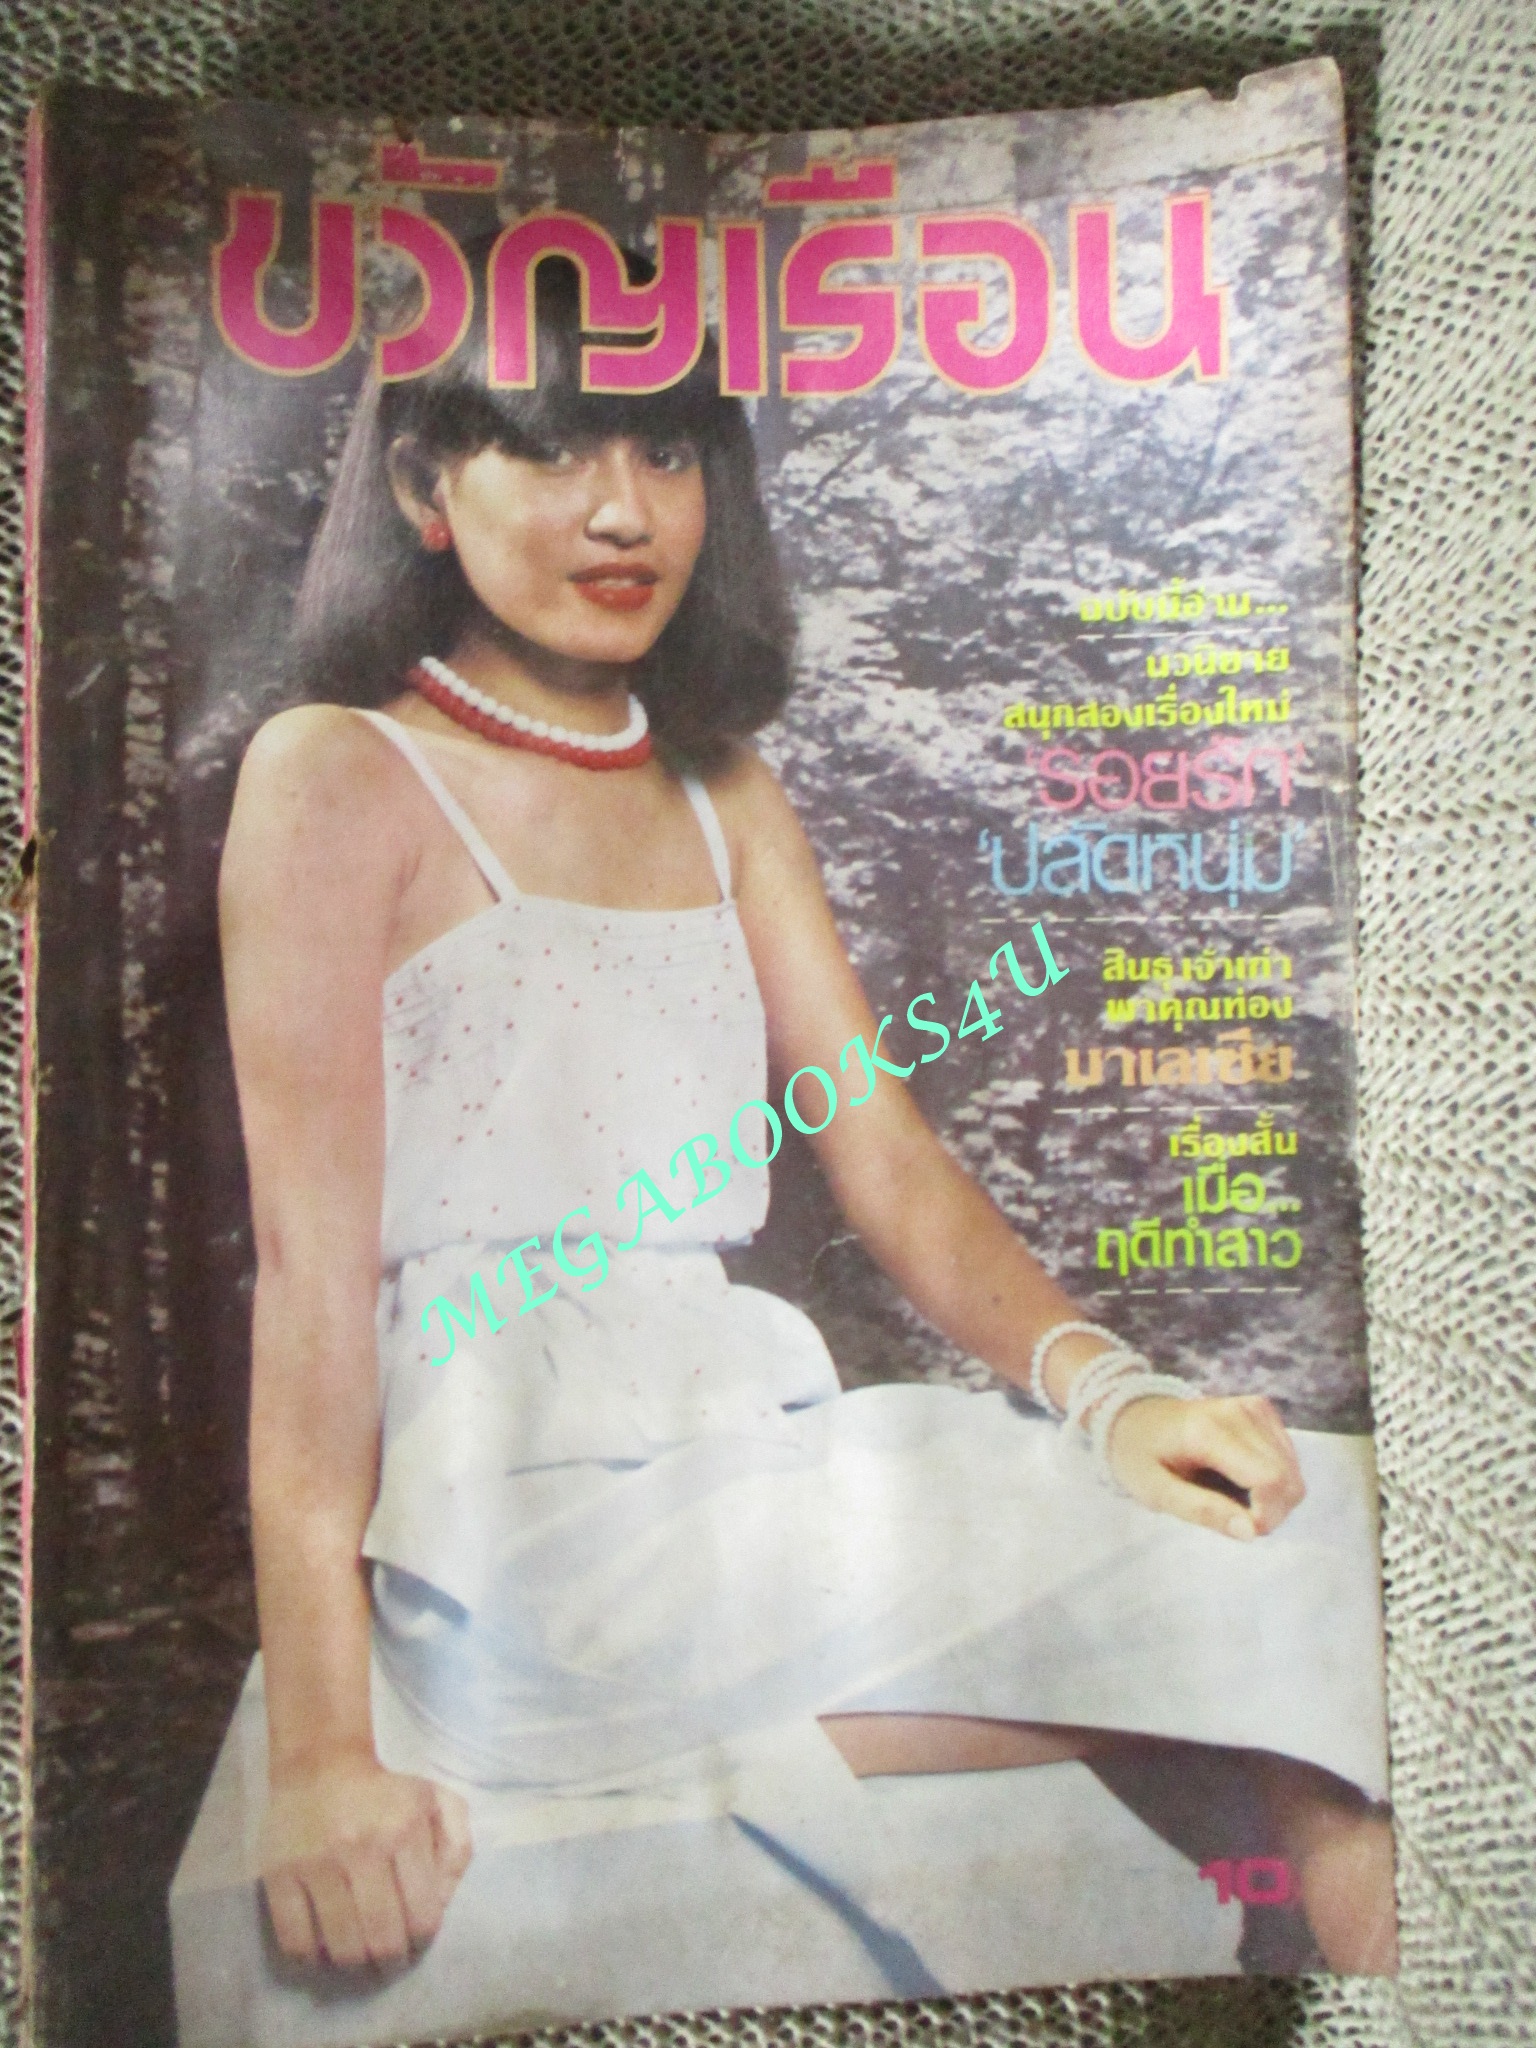 ขวัญเรือน
ฉบับนี้อ่าน...
นวนิยาย
สนุกสองเรื่องใหม่
'รอยรัก'
'ปลัดหนุ่ม'
สินธุ เจ้าเก่า
พาคุณท่อง
มาเลเซีย
เรื่องสั้น
เมื่อ...
ฤดีทำสาว
MEGABOOKS4U
10.